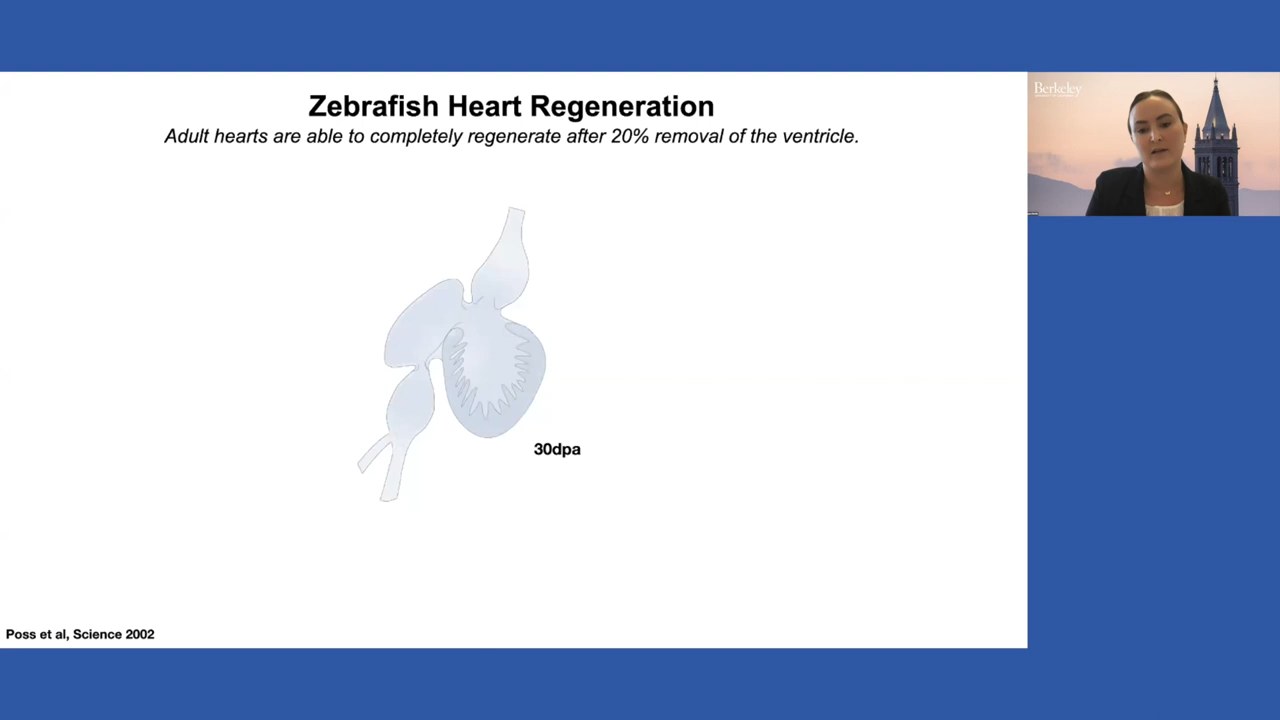 Zebrafish Heart Regeneration
Adult hearts are able to completely regenerate after 20% removal of the ventricle.
Berkeley
30dpa
Poss et al, Science 2002